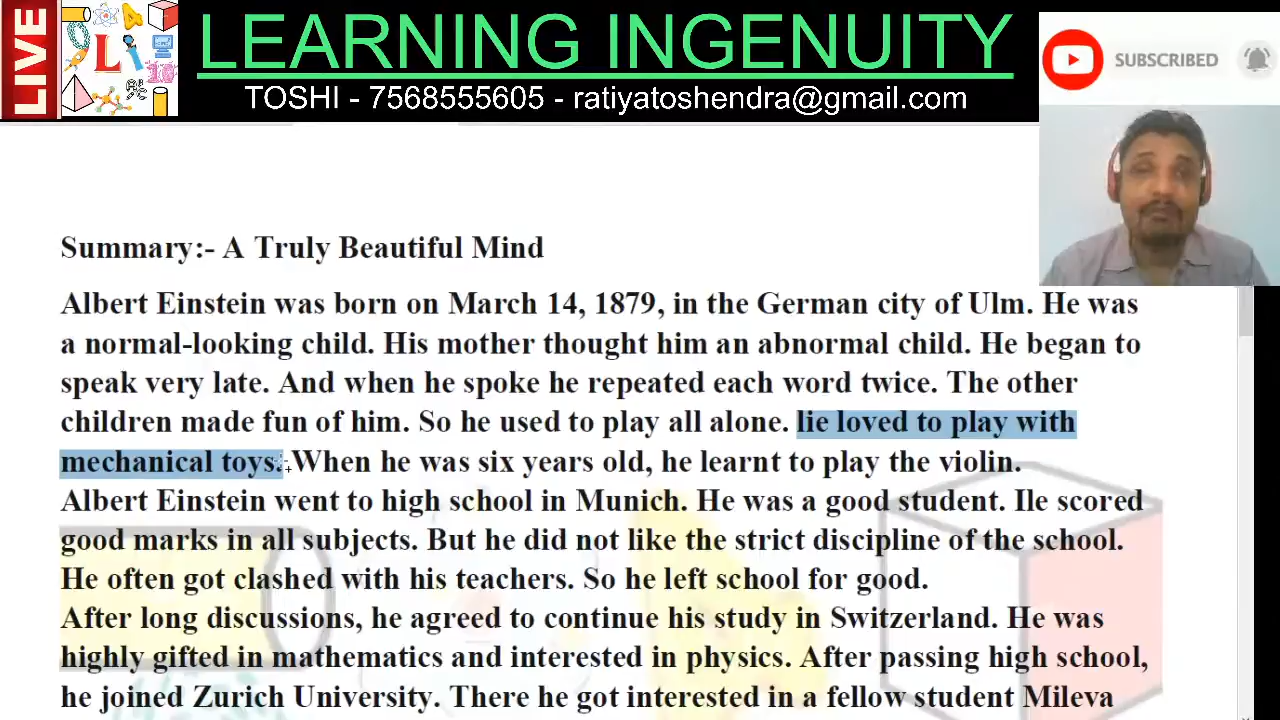 LIVE
LEARNING INGENUITY
TOSHI - 7568555605 - ratiyatoshendra@gmail.com
SUBSCRIBED
Summary:- A Truly Beautiful Mind
Albert Einstein was born on March 14, 1879, in the German city of Ulm. He was
a normal-looking child. His mother thought him an abnormal child. He began to
speak very late. And when he spoke he repeated each word twice. The other
children made fun of him. So he used to play all alone. lie loved to play with
mechanical toys. When he was six years old, he learnt to play the violin.
Albert Einstein went to high school in Munich. He was a good student. Ile scored
good marks in all subjects. But he did not like the strict discipline of the school.
He often got clashed with his teachers. So he left school for good.
After long discussions, he agreed to continue his study in Switzerland. He was
highly gifted in mathematics and interested in physics. After passing high school,
he joined Zurich University. There he got interested in a fellow student Mileva